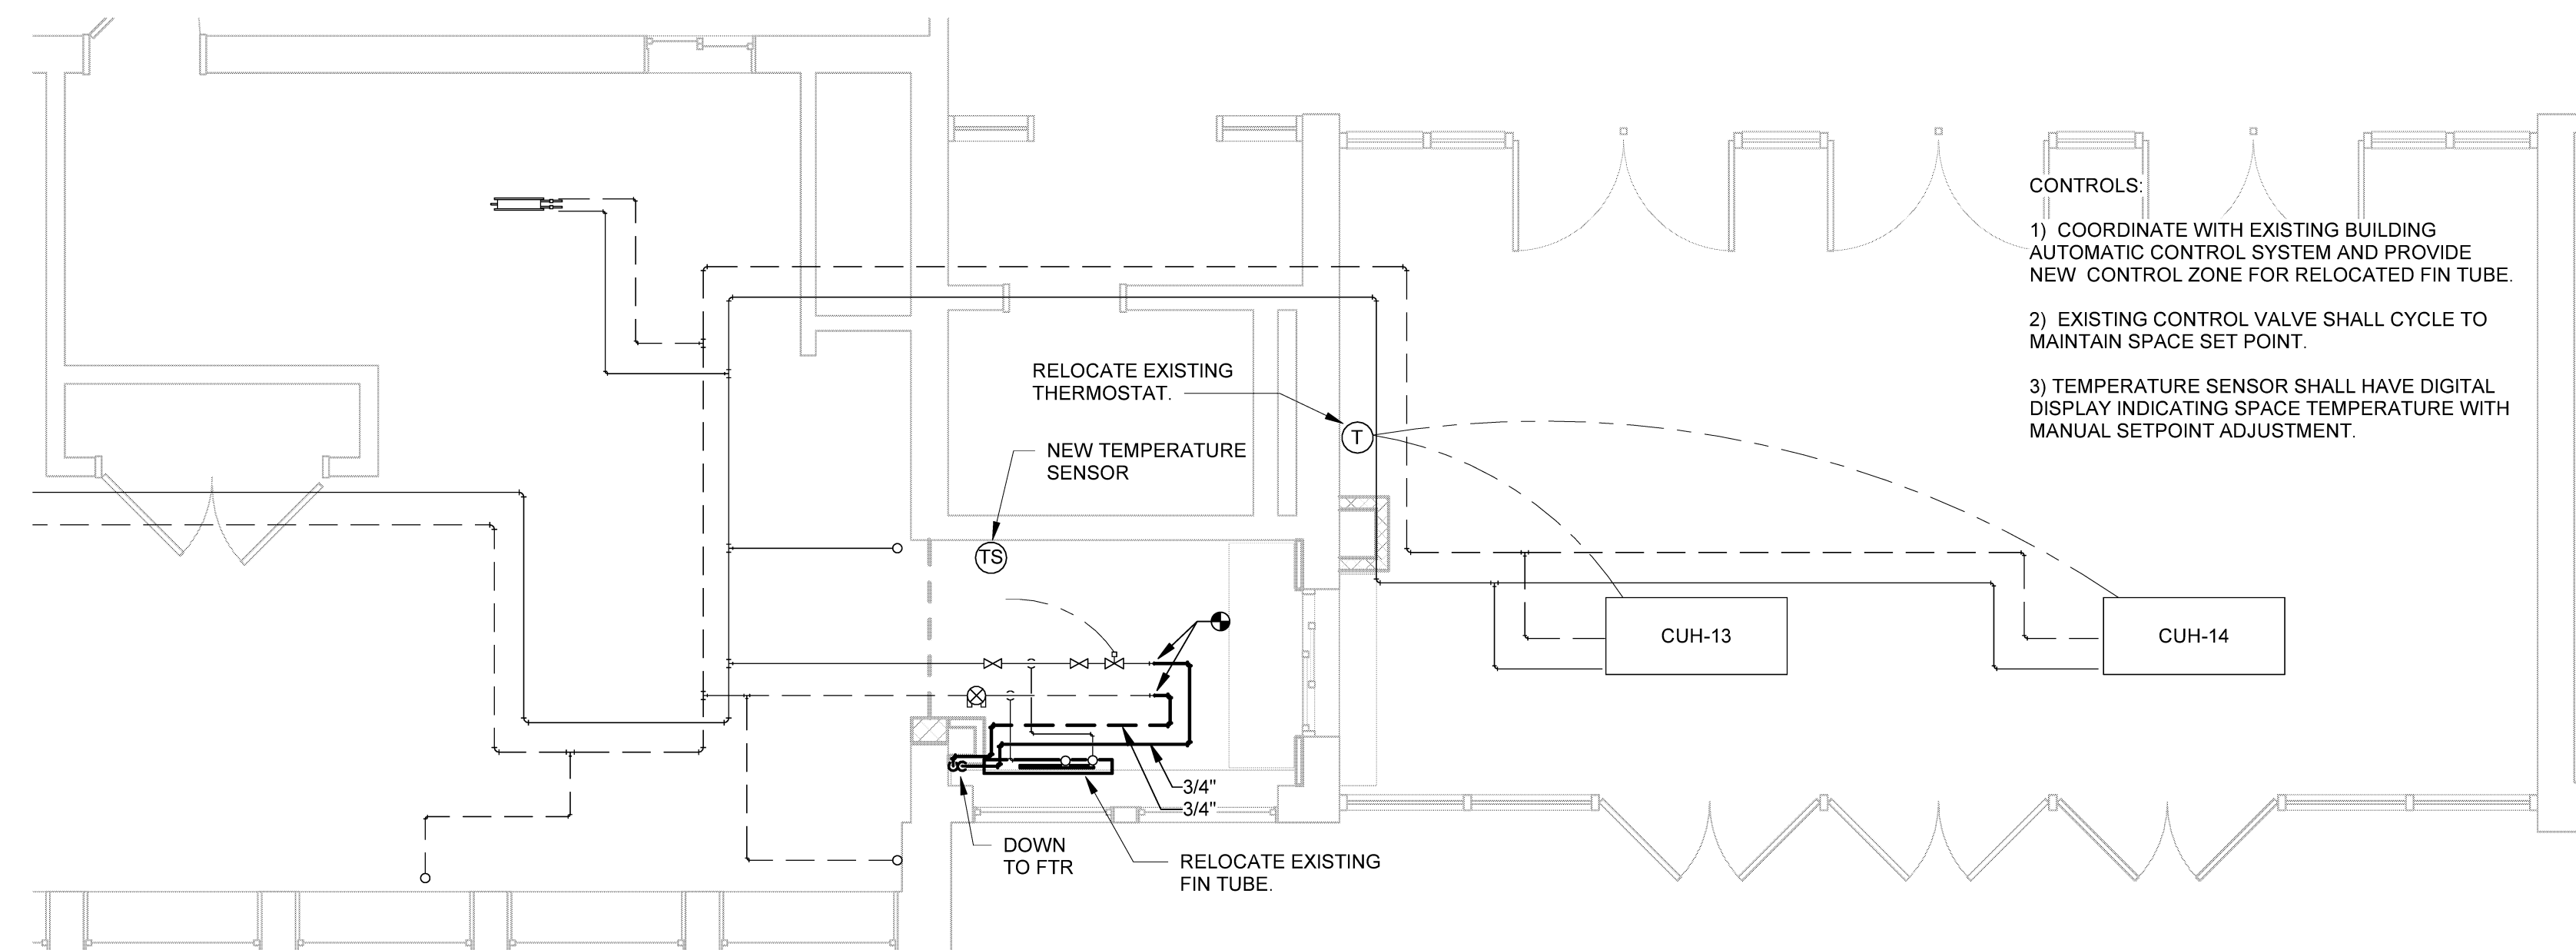 CONTROLS:
1) COORDINATE WITH EXISTING BUILDING
AUTOMATIC CONTROL SYSTEM AND PROVIDE
NEW CONTROL ZONE FOR RELOCATED FIN TUBE.
2) EXISTING CONTROL VALVE SHALL CYCLE TO
MAINTAIN SPACE SET POINT.
3) TEMPERATURE SENSOR SHALL HAVE DIGITAL
DISPLAY INDICATING SPACE TEMPERATURE WITH
MANUAL SETPOINT ADJUSTMENT.
RELOCATE EXISTING
THERMOSTAT.
T
NEW TEMPERATURE
SENSOR
TS
CUH-13
CUH-14
3/4"
3/4"
DOWN
TO FTR
RELOCATE EXISTING
FIN TUBE.